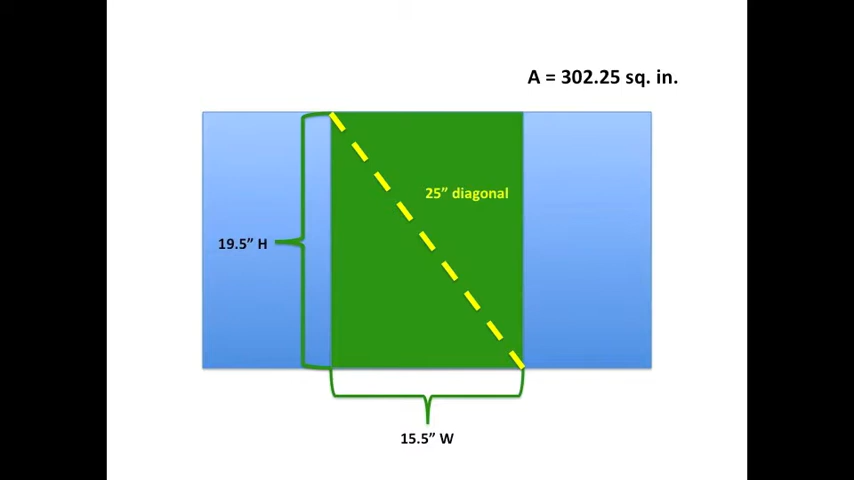 A = 302.25 sq. in.
25” diagonal
19.5” H
15.5” W